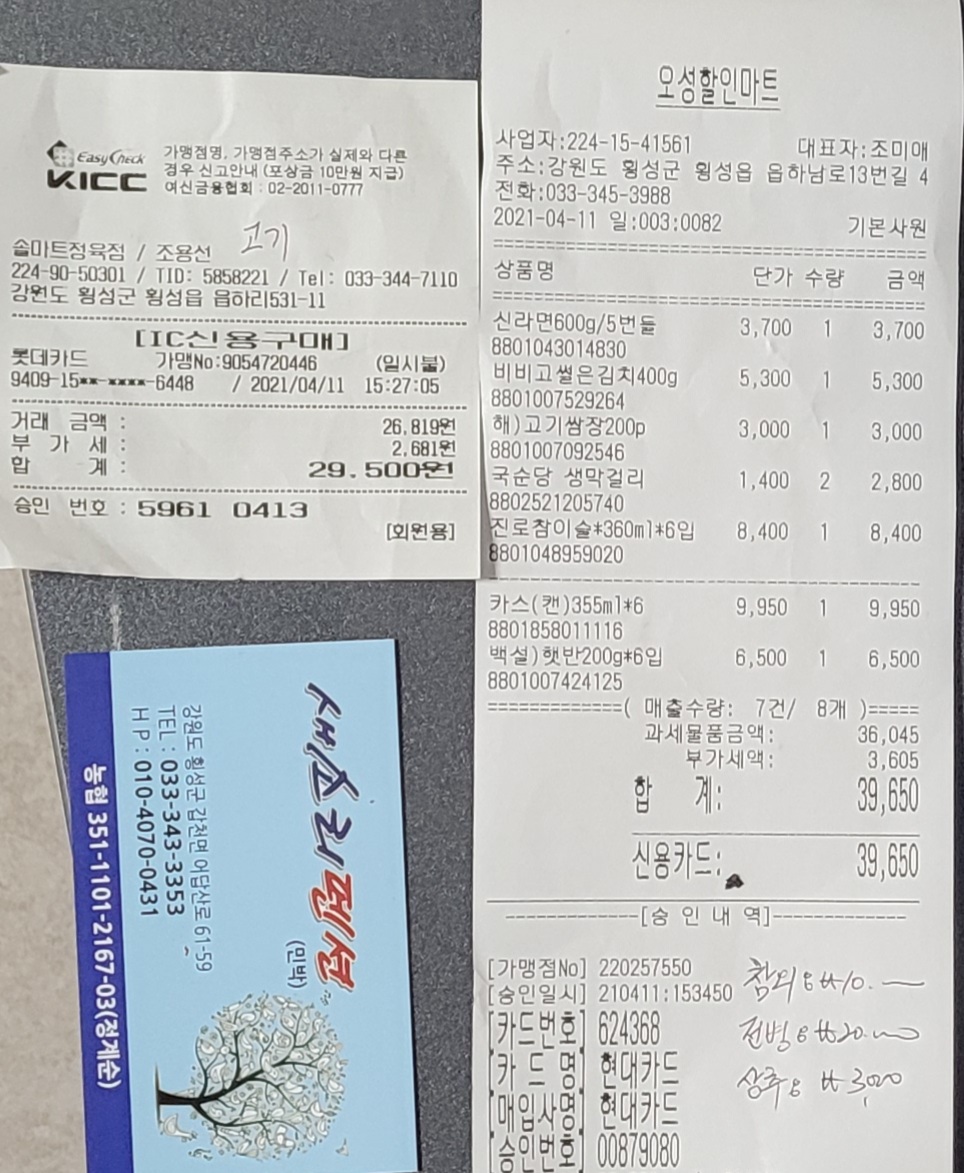 EasyCheck
KICC
가맹점명, 가맹점주소가 실제와 다른
경우 신고안내 (포상금 10만원 지급)
여신금융협회 : 02-2011-0777
고기
솔마트정육점 / 조용선
224-90-50301 / TID: 5858221 / Tel: 033-344-7110
강원도 횡성군 횡성읍 읍하리531-11
[IC신용구매]
롯데카드 가맹No:9054720446 (일시불)
9409-15**-****-6448 / 2021/04/11 15:27:05
거래 금액 : 26,819원
부 가 세 : 2,681원
합 계 : 29,500원
승인 번호 : 5961 0413
[회원용]
오성할인마트
사업자:224-15-41561 대표자:조미애
주소:강원도 횡성군 횡성읍 읍하남로13번길 4
전화:033-345-3988
2021-04-11 일:003:0082 기본사원
상품명 단가 수량 금액
신라면600g/5번들 3,700 1 3,700
8801043014830
비비고썰은김치400g 5,300 1 5,300
8801007529264
해)고기쌈장200p 3,000 1 3,000
8801007092546
국순당 생막걸리 1,400 2 2,800
8802521205740
진로참이슬*360ml*6입 8,400 1 8,400
8801048959020
카스(캔)355ml*6 9,950 1 9,950
8801858011116
백설)햇반200g*6입 6,500 1 6,500
8801007424125
=============( 매출수량: 7건/ 8개 )=====
과세물품금액: 36,045
부가세액: 3,605
합 계: 39,650
신용카드: 39,650
------------[승 인 내 역]------------
[가맹점No] 220257550
[승인일시] 210411:153450
[카드번호] 624368
[카 드 명] 현대카드
[매입사명] 현대카드
[승인번호] 00879080
참외 8 ₩10.
20.
상추 8 ₩3,000
새소리펜션
(민박)
강원도 횡성군 갑천면 어답산로 61-59
TEL : 033-343-3353
H P : 010-4070-0431
농협 351-1101-2167-03(정계순)